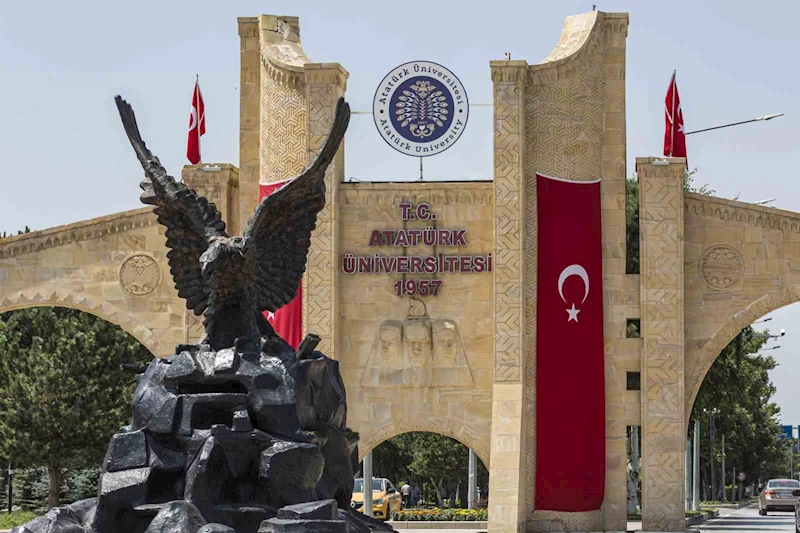 Atatürk Üniversitesi
Atatürk University
T.C.
ATATÜRK
ÜNİVERSİTESİ
1957